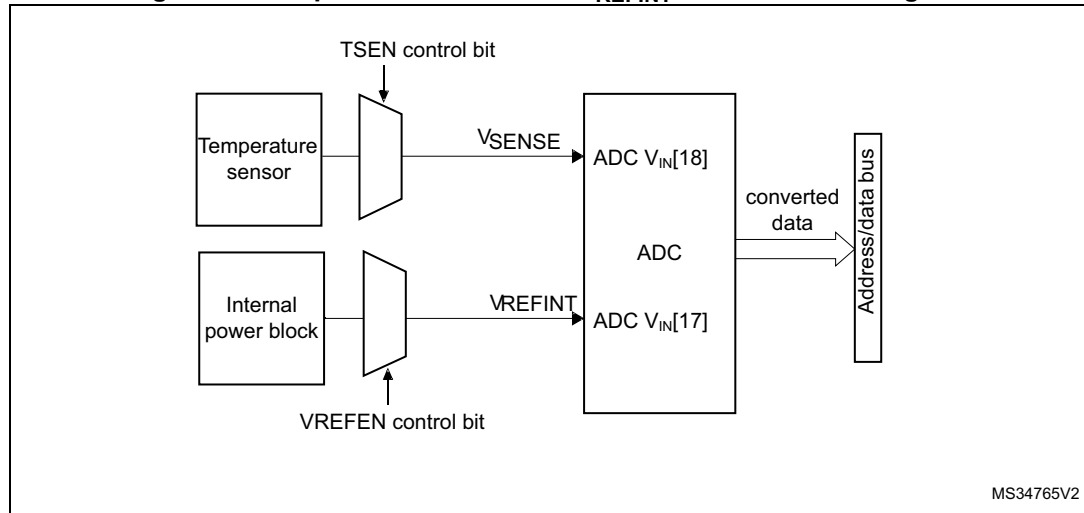 TSEN control bit
Temperature
sensor
VSENSE
ADC VIN[18]
converted
data
Address/data bus
ADC
Internal
power block
VREFINT
ADC VIN[17]
VREFEN control bit
MS34765V2